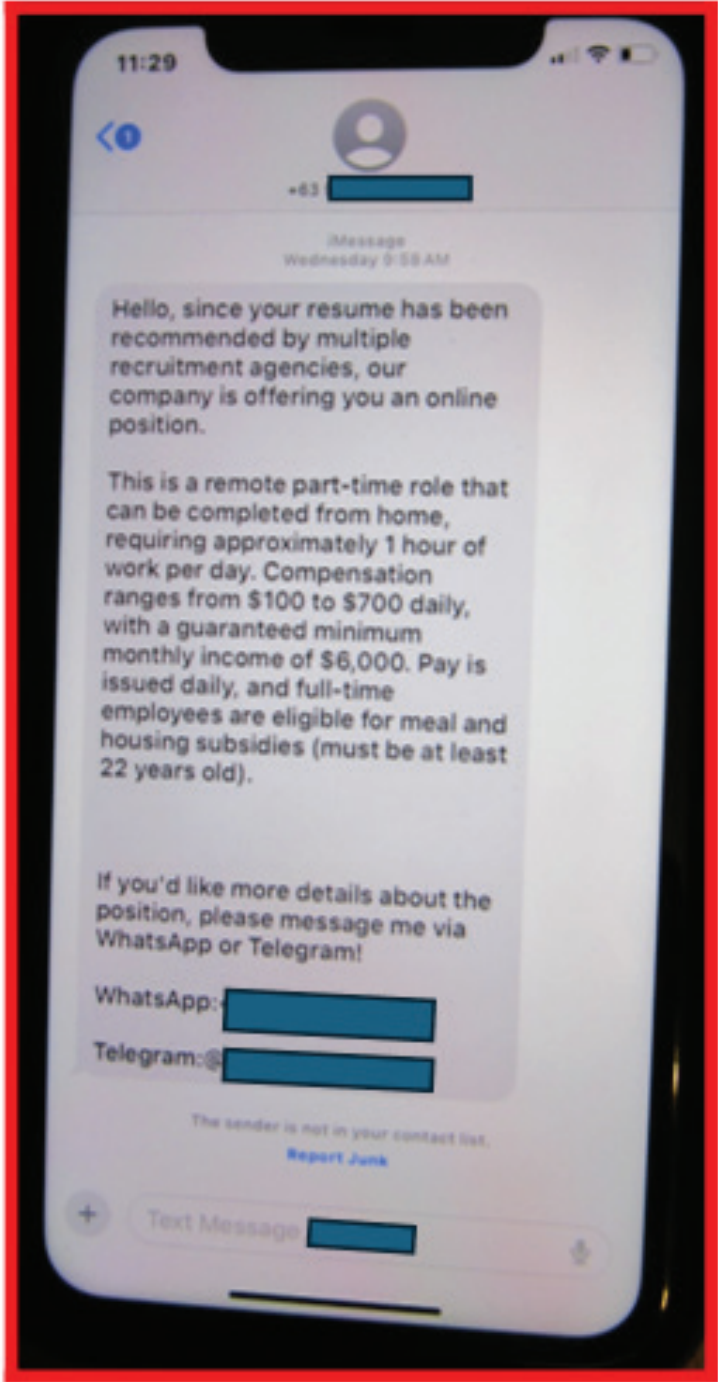 11:29
1
+63
iMessage
Wednesday 9:58 AM
Hello, since your resume has been
recommended by multiple
recruitment agencies, our
company is offering you an online
position.
This is a remote part-time role that
can be completed from home,
requiring approximately 1 hour of
work per day. Compensation
ranges from $100 to $700 daily,
with a guaranteed minimum
monthly income of $6,000. Pay is
issued daily, and full-time
employees are eligible for meal and
housing subsidies (must be at least
22 years old).
If you'd like more details about the
position, please message me via
WhatsApp or Telegram!
WhatsApp:
Telegram:@
The sender is not in your contact list.
Report Junk
Text Message